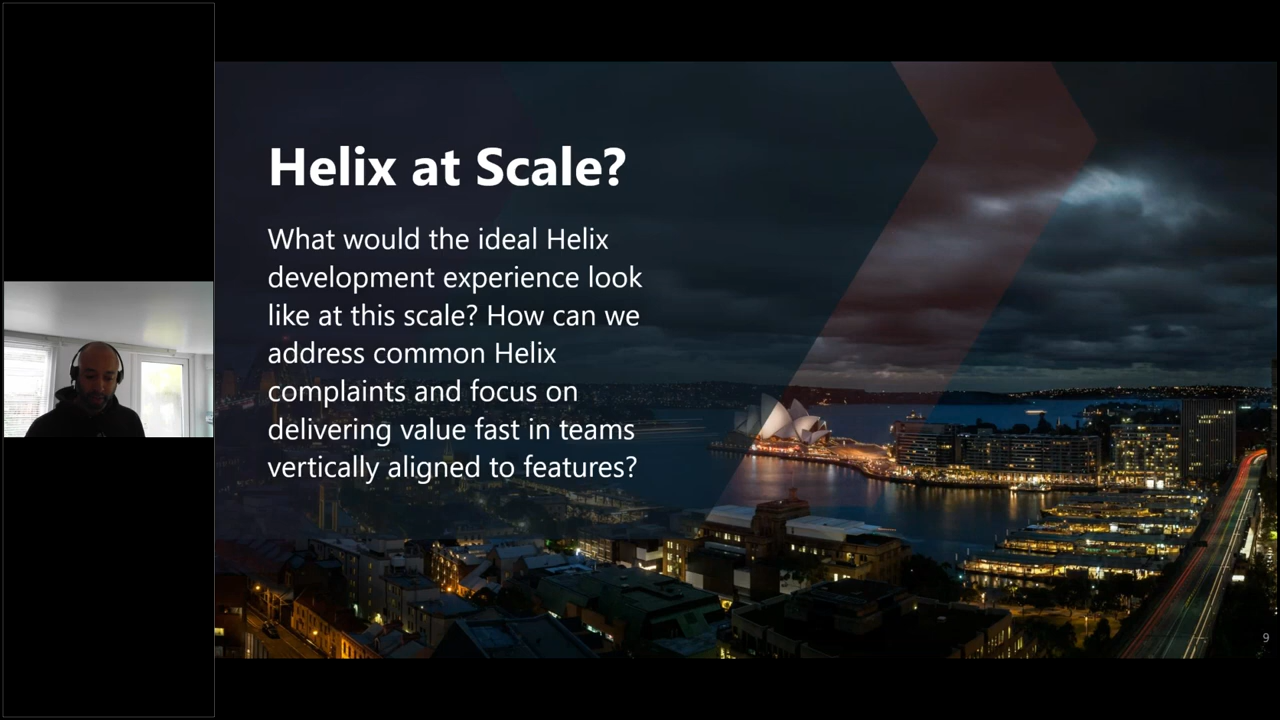 Helix at Scale?
What would the ideal Helix
development experience look
like at this scale? How can we
address common Helix
complaints and focus on
delivering value fast in teams
vertically aligned to features?
9